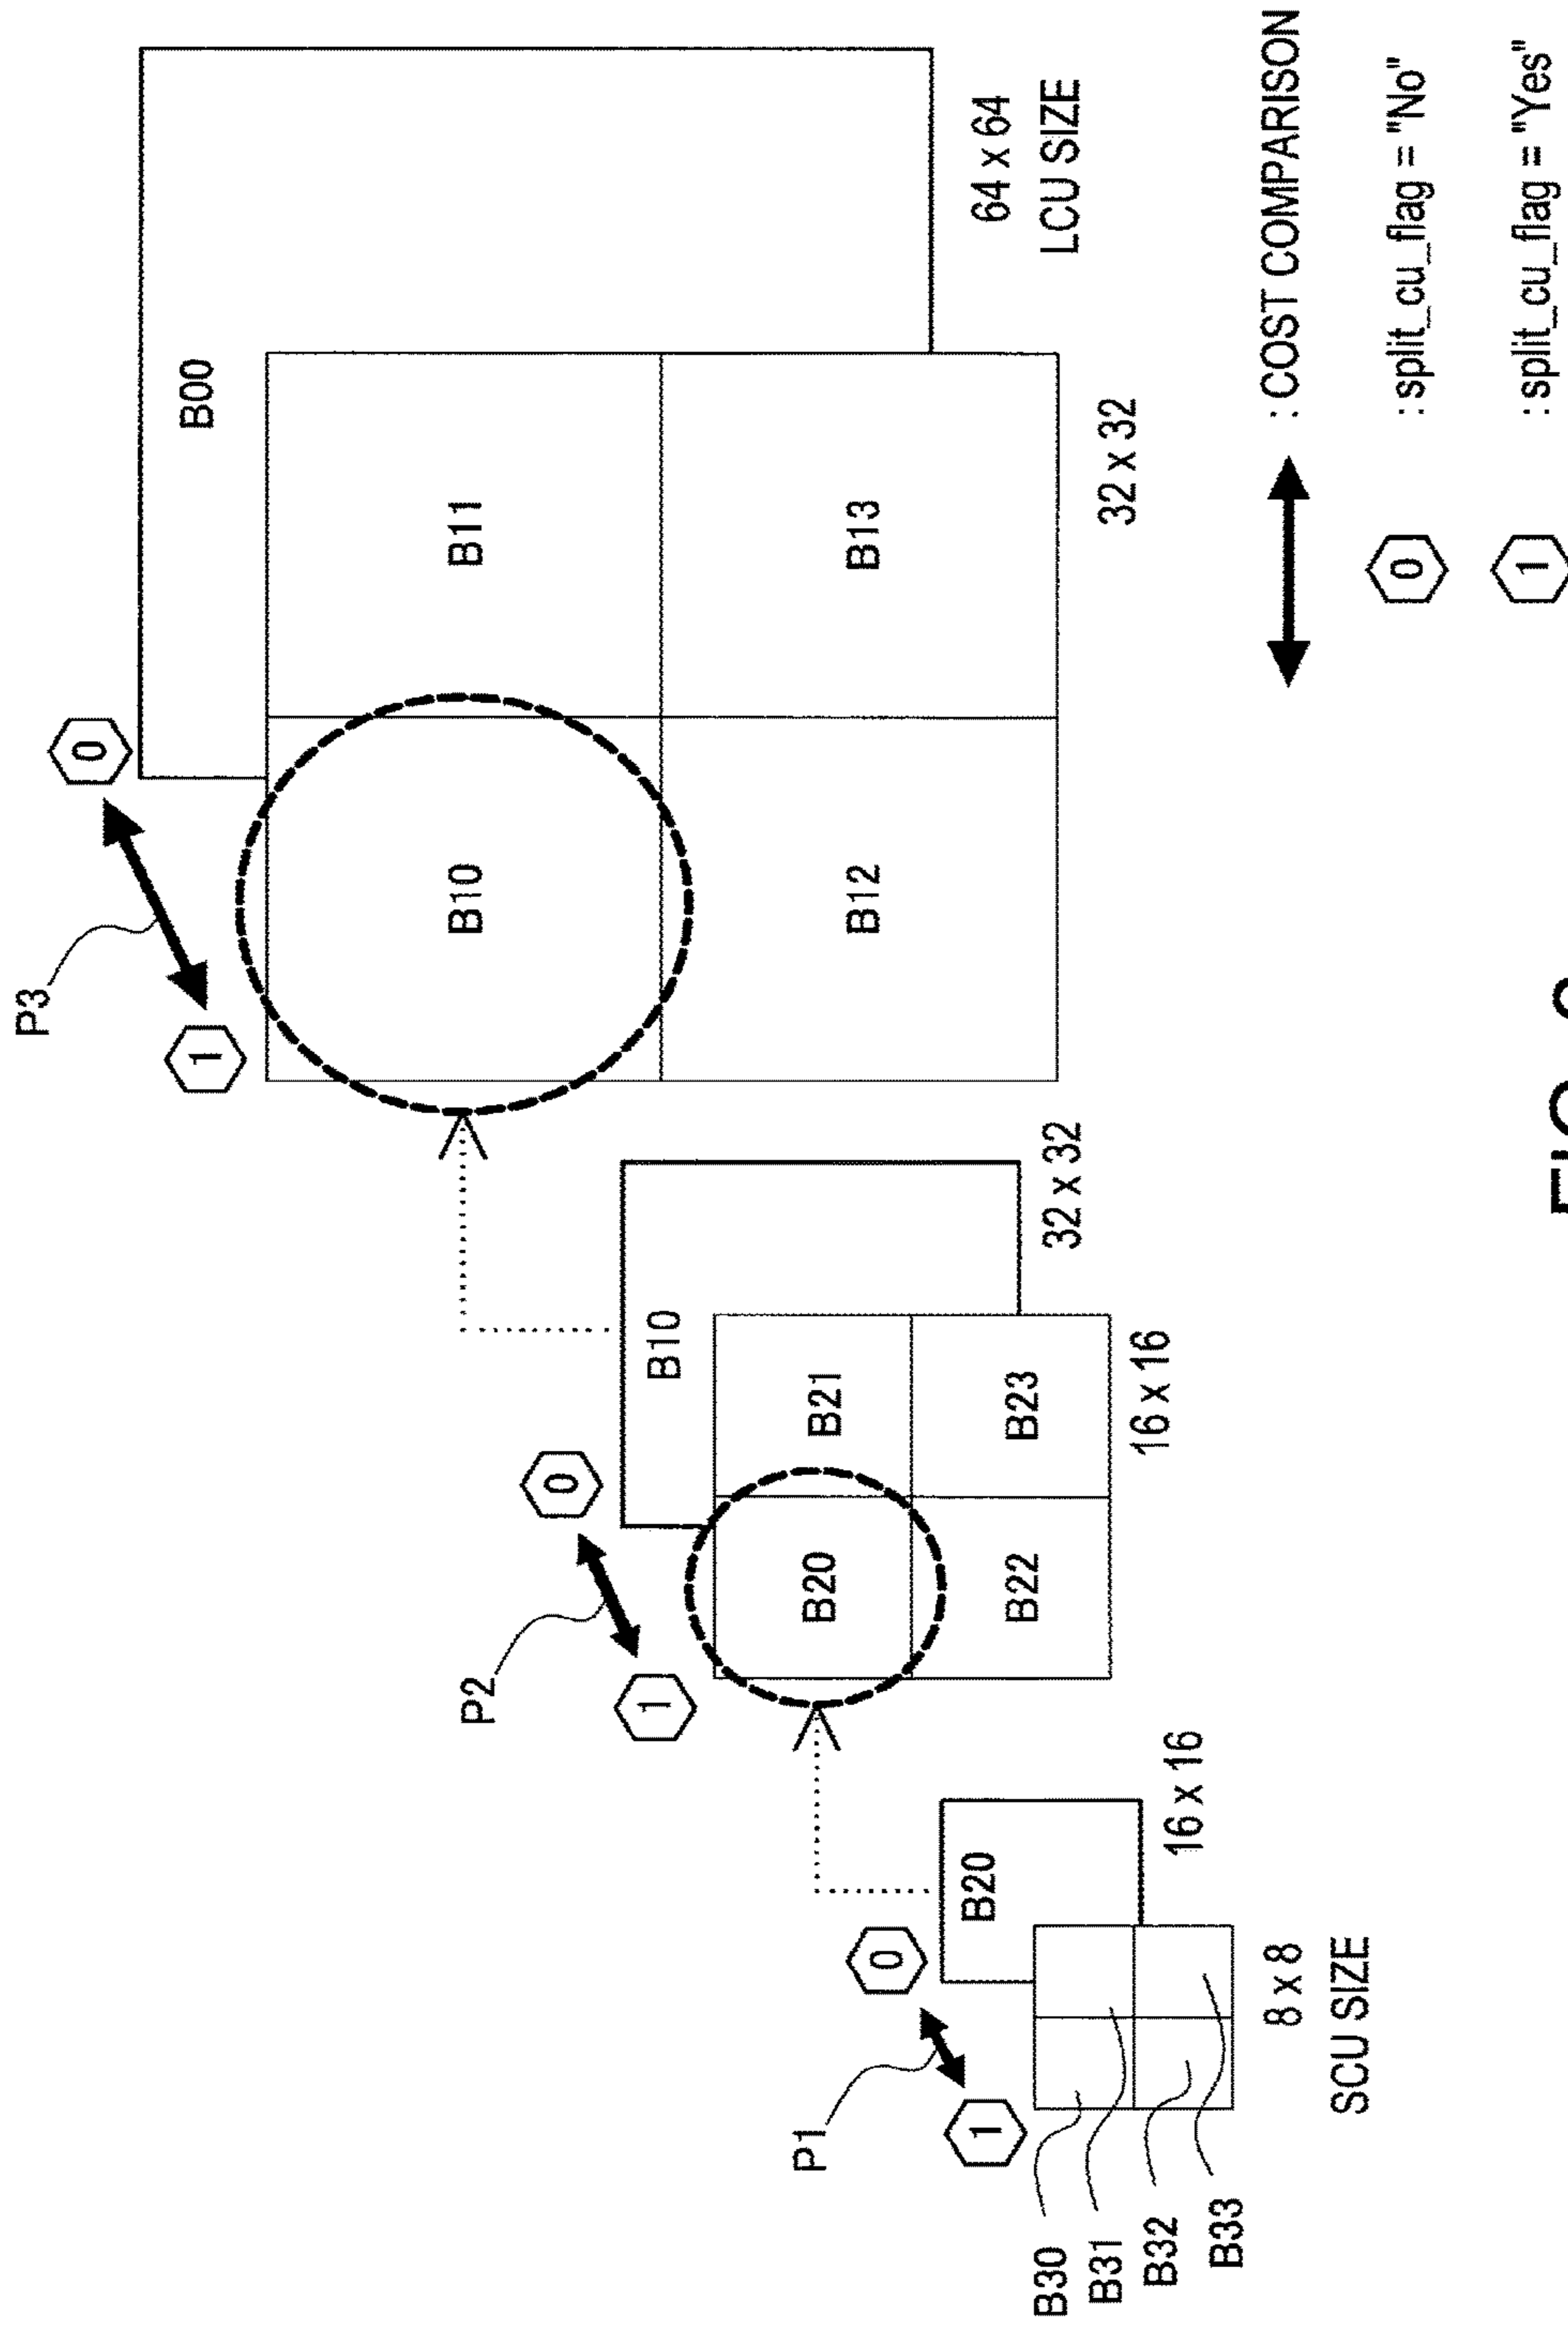 P3
0
1
B00
B10
B11
B12
B13
64 x 64
LCU SIZE
32 x 32
P2
0
1
B10
B20
B21
B22
B23
32 x 32
16 x 16
P1
0
1
B20
B30
B31
B32
B33
16 x 16
8 x 8
SCU SIZE
: COST COMPARISON
0 : split_cu_flag = "No"
1 : split_cu_flag = "Yes"